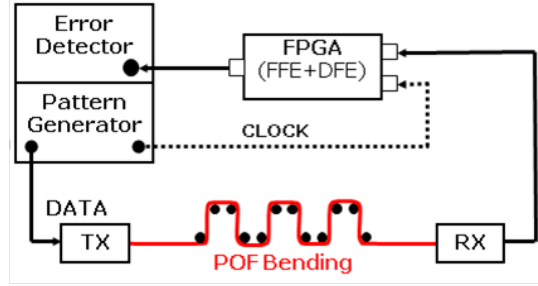 Error
Detector
FPGA
(FFE+DFE)
Pattern
Generator
CLOCK
DATA
TX
POF Bending
RX